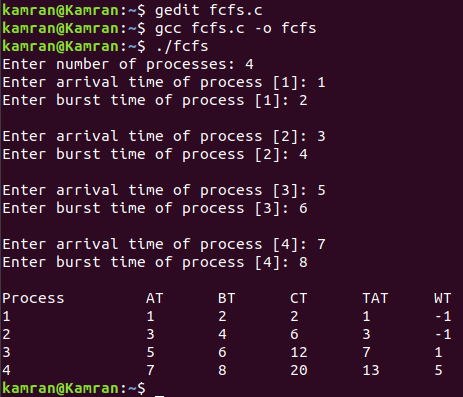 kamran@Kamran:~$ gedit fcfs.c
kamran@Kamran:~$ gcc fcfs.c -o fcfs
kamran@Kamran:~$ ./fcfs
Enter number of processes: 4
Enter arrival time of process [1]: 1
Enter burst time of process [1]: 2
Enter arrival time of process [2]: 3
Enter burst time of process [2]: 4
Enter arrival time of process [3]: 5
Enter burst time of process [3]: 6
Enter arrival time of process [4]: 7
Enter burst time of process [4]: 8
Process AT BT CT TAT WT
1 1 2 2 1 -1
2 3 4 6 3 -1
3 5 6 12 7 1
4 7 8 20 13 5
kamran@Kamran:~$